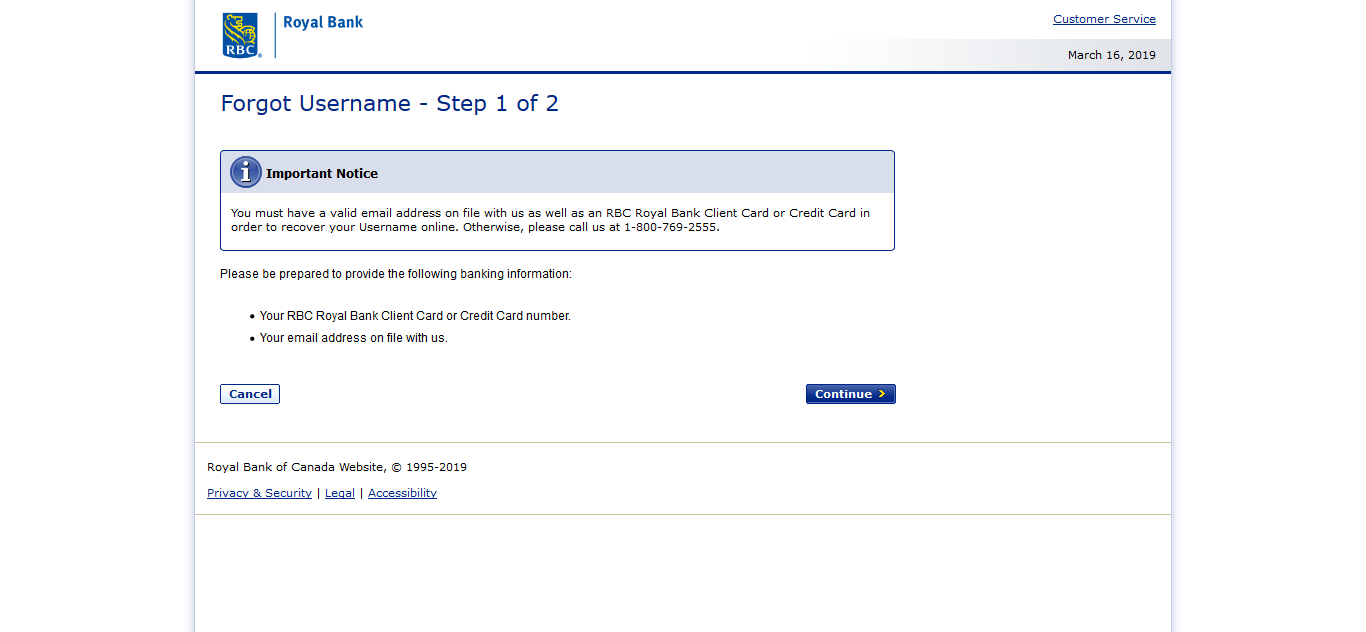 RBC
Royal Bank
Customer Service
March 16, 2019
Forgot Username - Step 1 of 2
Important Notice
You must have a valid email address on file with us as well as an RBC Royal Bank Client Card or Credit Card in
order to recover your Username online. Otherwise, please call us at 1-800-769-2555.
Please be prepared to provide the following banking information:
• Your RBC Royal Bank Client Card or Credit Card number.
• Your email address on file with us.
Cancel
Continue
Royal Bank of Canada Website, © 1995-2019
Privacy & Security | Legal | Accessibility